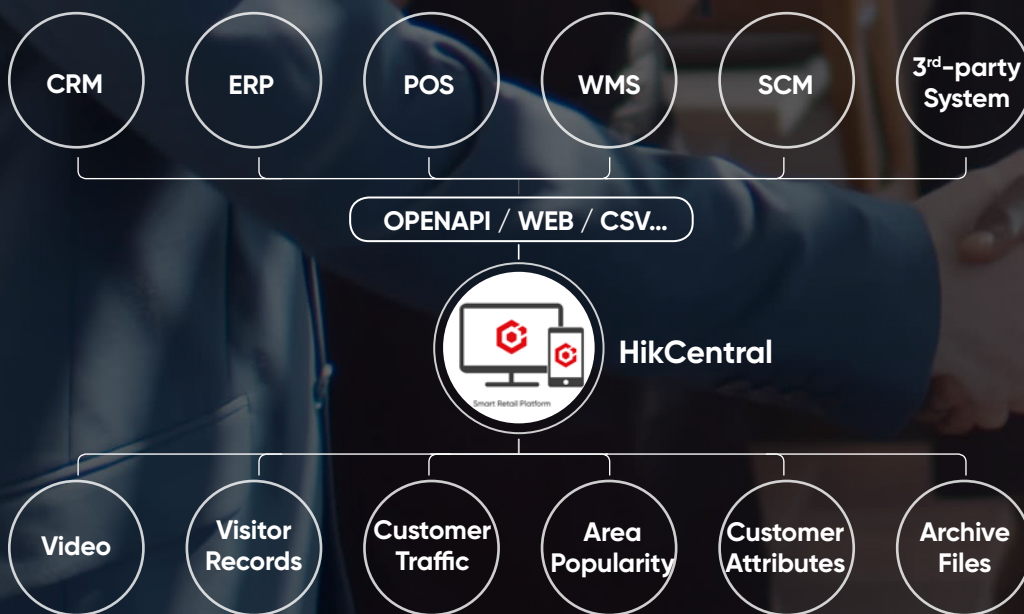 CRM
ERP
POS
WMS
SCM
3rd-party
System
OPENAPI / WEB / CSV...
HikCentral
Smart Retail Platform
Video
Visitor
Records
Customer
Traffic
Area
Popularity
Customer
Attributes
Archive
Files